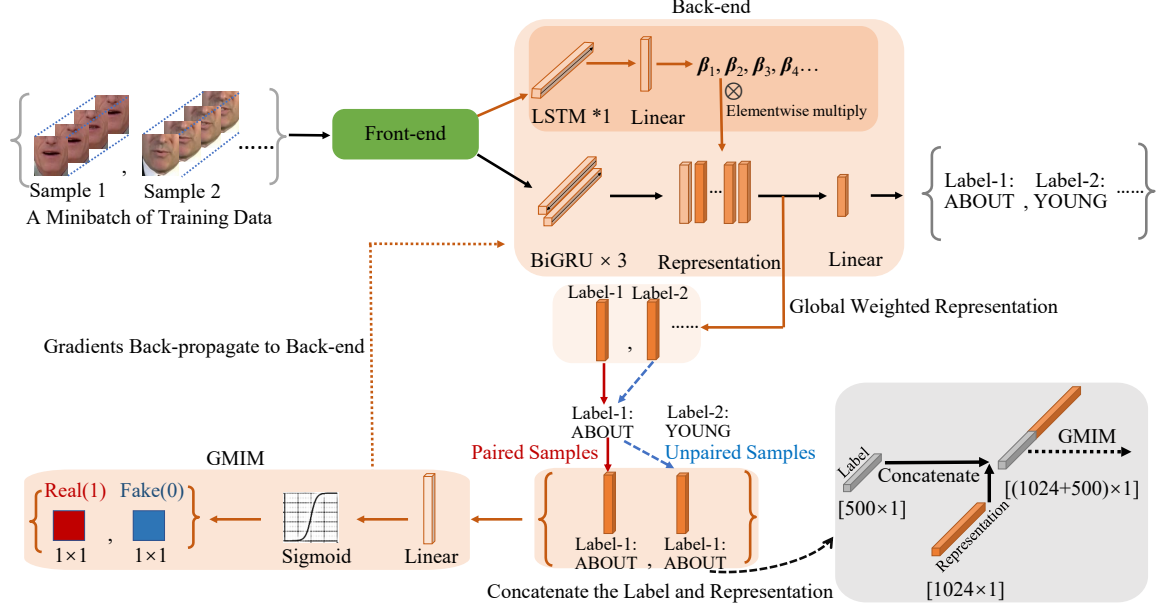 Back-end
β1, β2, β3, β4...
⊗
Elementwise multiply
LSTM *1
Linear
Front-end
Sample 1
,
Sample 2
......
A Minibatch of Training Data
BiGRU × 3
...
Representation
Linear
Label-1:
ABOUT
,
Label-2:
YOUNG
......
Global Weighted Representation
Label-1
,
Label-2
......
Gradients Back-propagate to Back-end
Label-1:
ABOUT
Label-2:
YOUNG
Paired Samples
Unpaired Samples
GMIM
Real(1)
1×1
,
Fake(0)
1×1
Sigmoid
Linear
Label-1:
ABOUT
,
Label-1:
ABOUT
Concatenate the Label and Representation
Label
[500×1]
Concatenate
GMIM
[(1024+500)×1]
Representation
[1024×1]